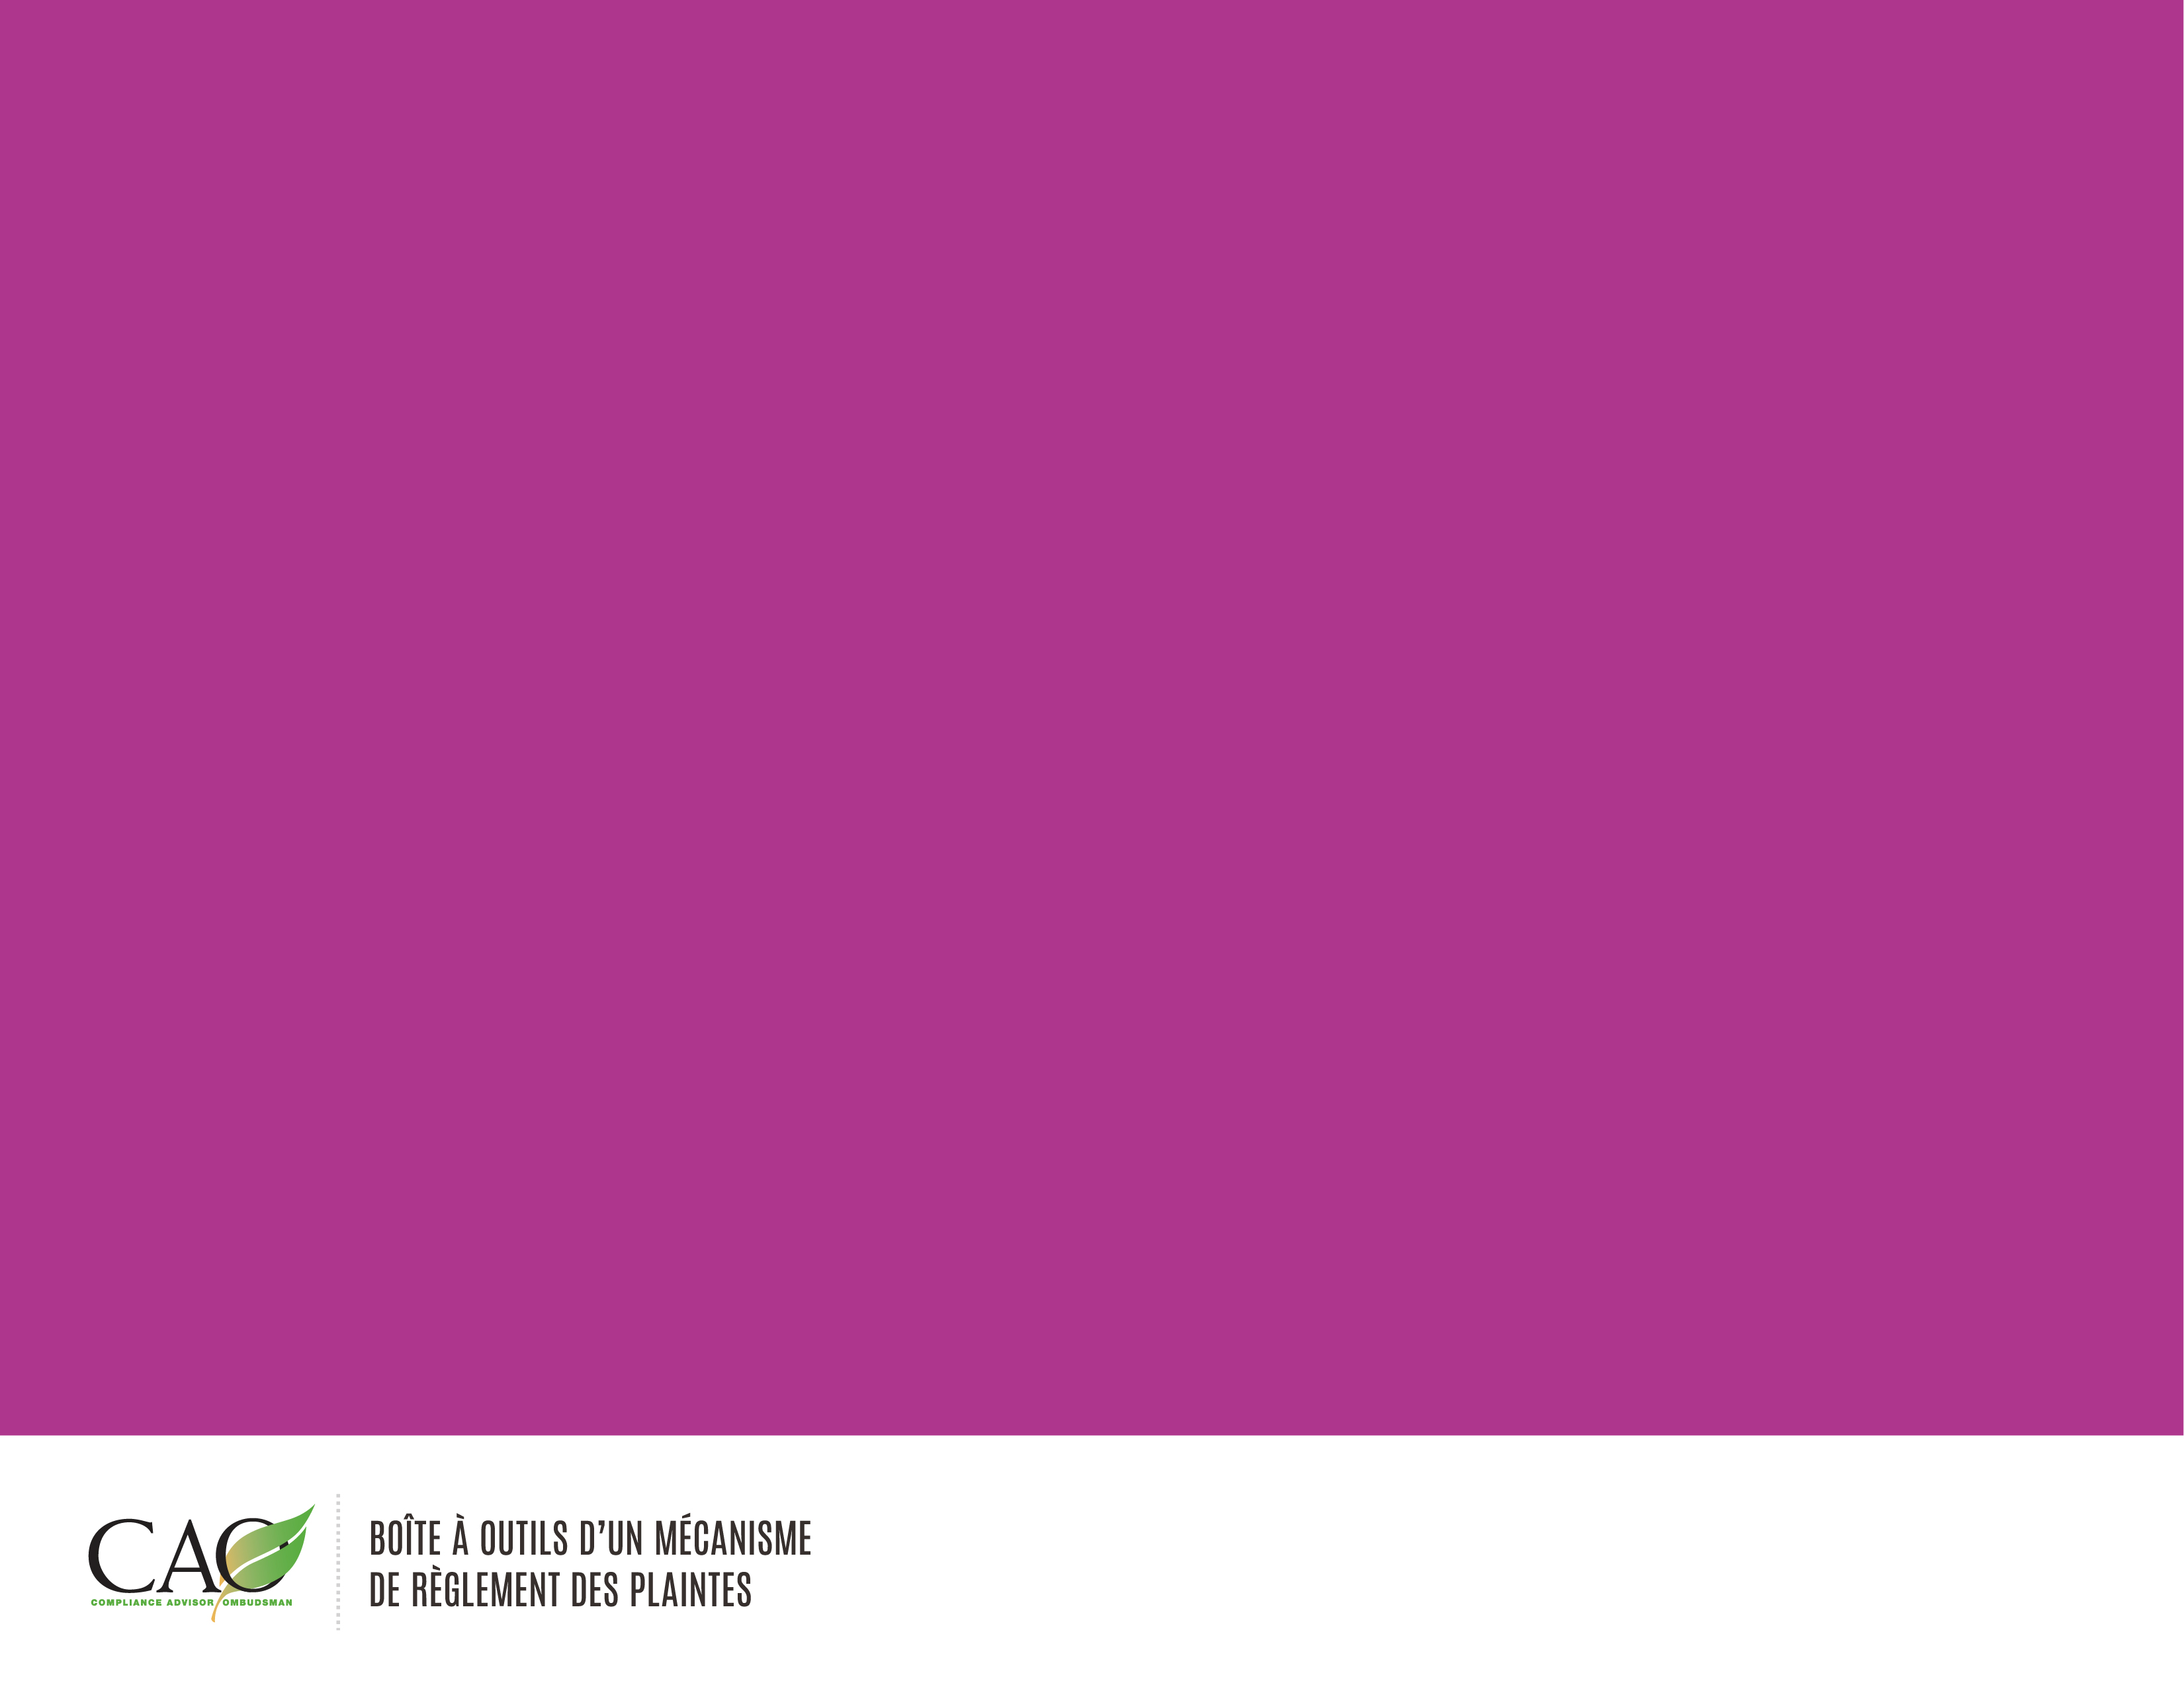 CAO
COMPLIANCE ADVISOR OMBUDSMAN
BOÎTE À OUTILS D'UN MÉCANISME
DE RÈGLEMENT DES PLAINTES